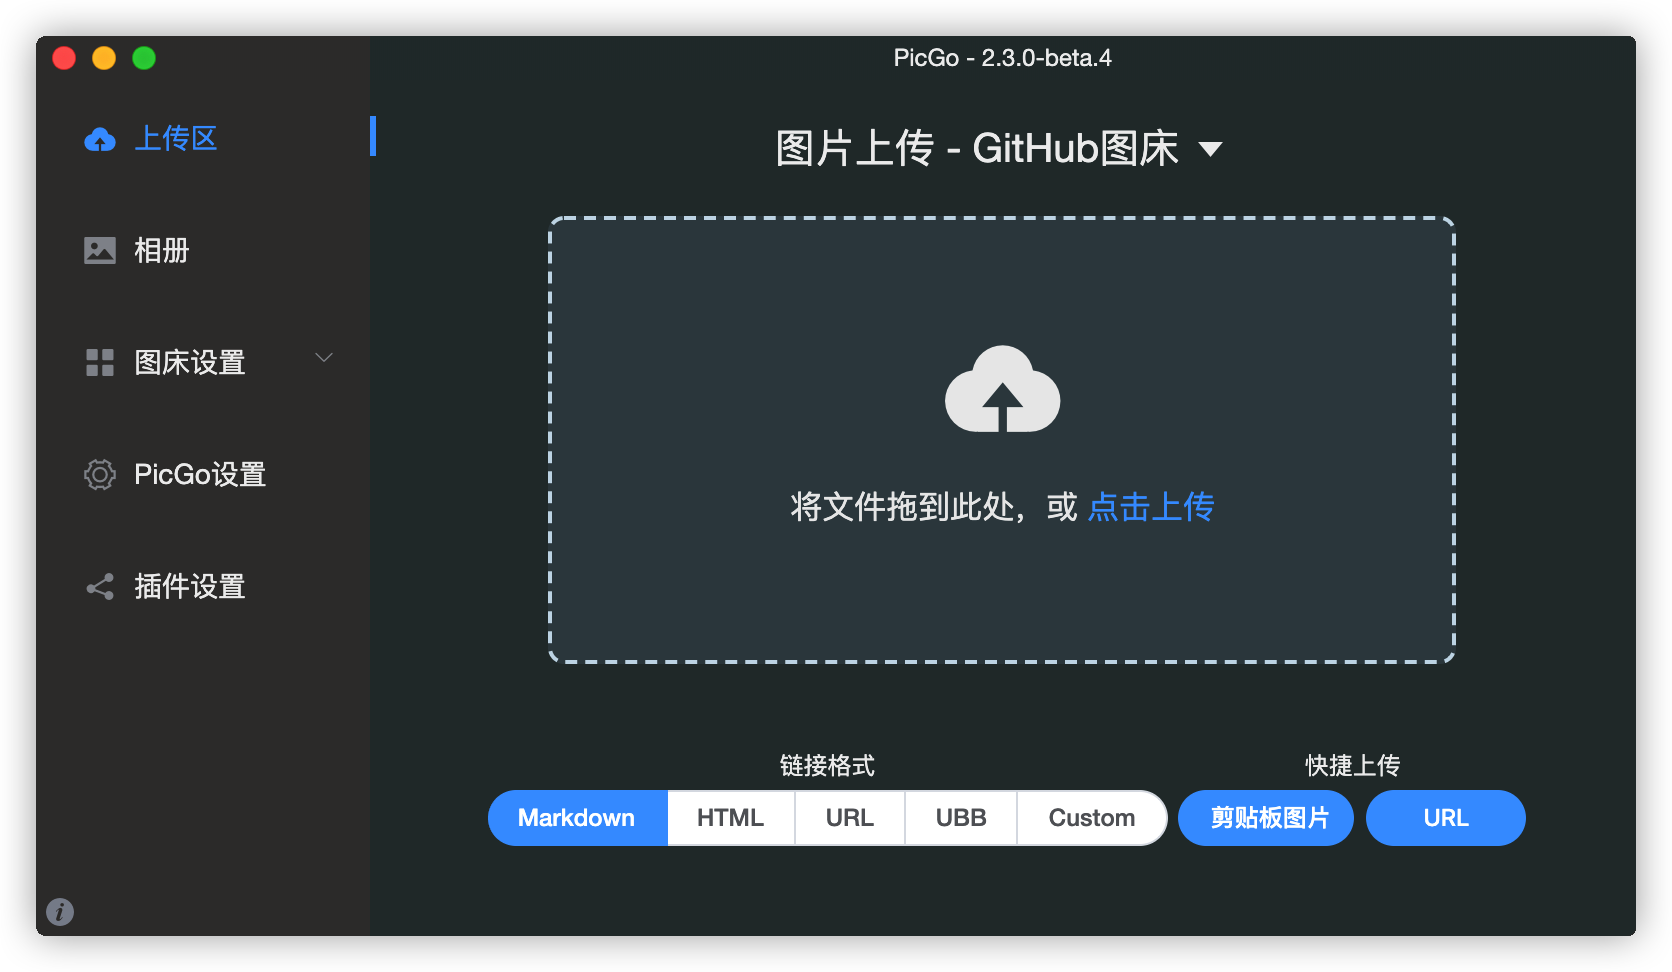 PicGo - 2.3.0-beta.4
上传区
相册
图床设置
PicGo设置
插件设置
图片上传 - GitHub图床
将文件拖到此处，或 点击上传
链接格式
Markdown HTML URL UBB Custom
快捷上传
剪贴板图片 URL
i